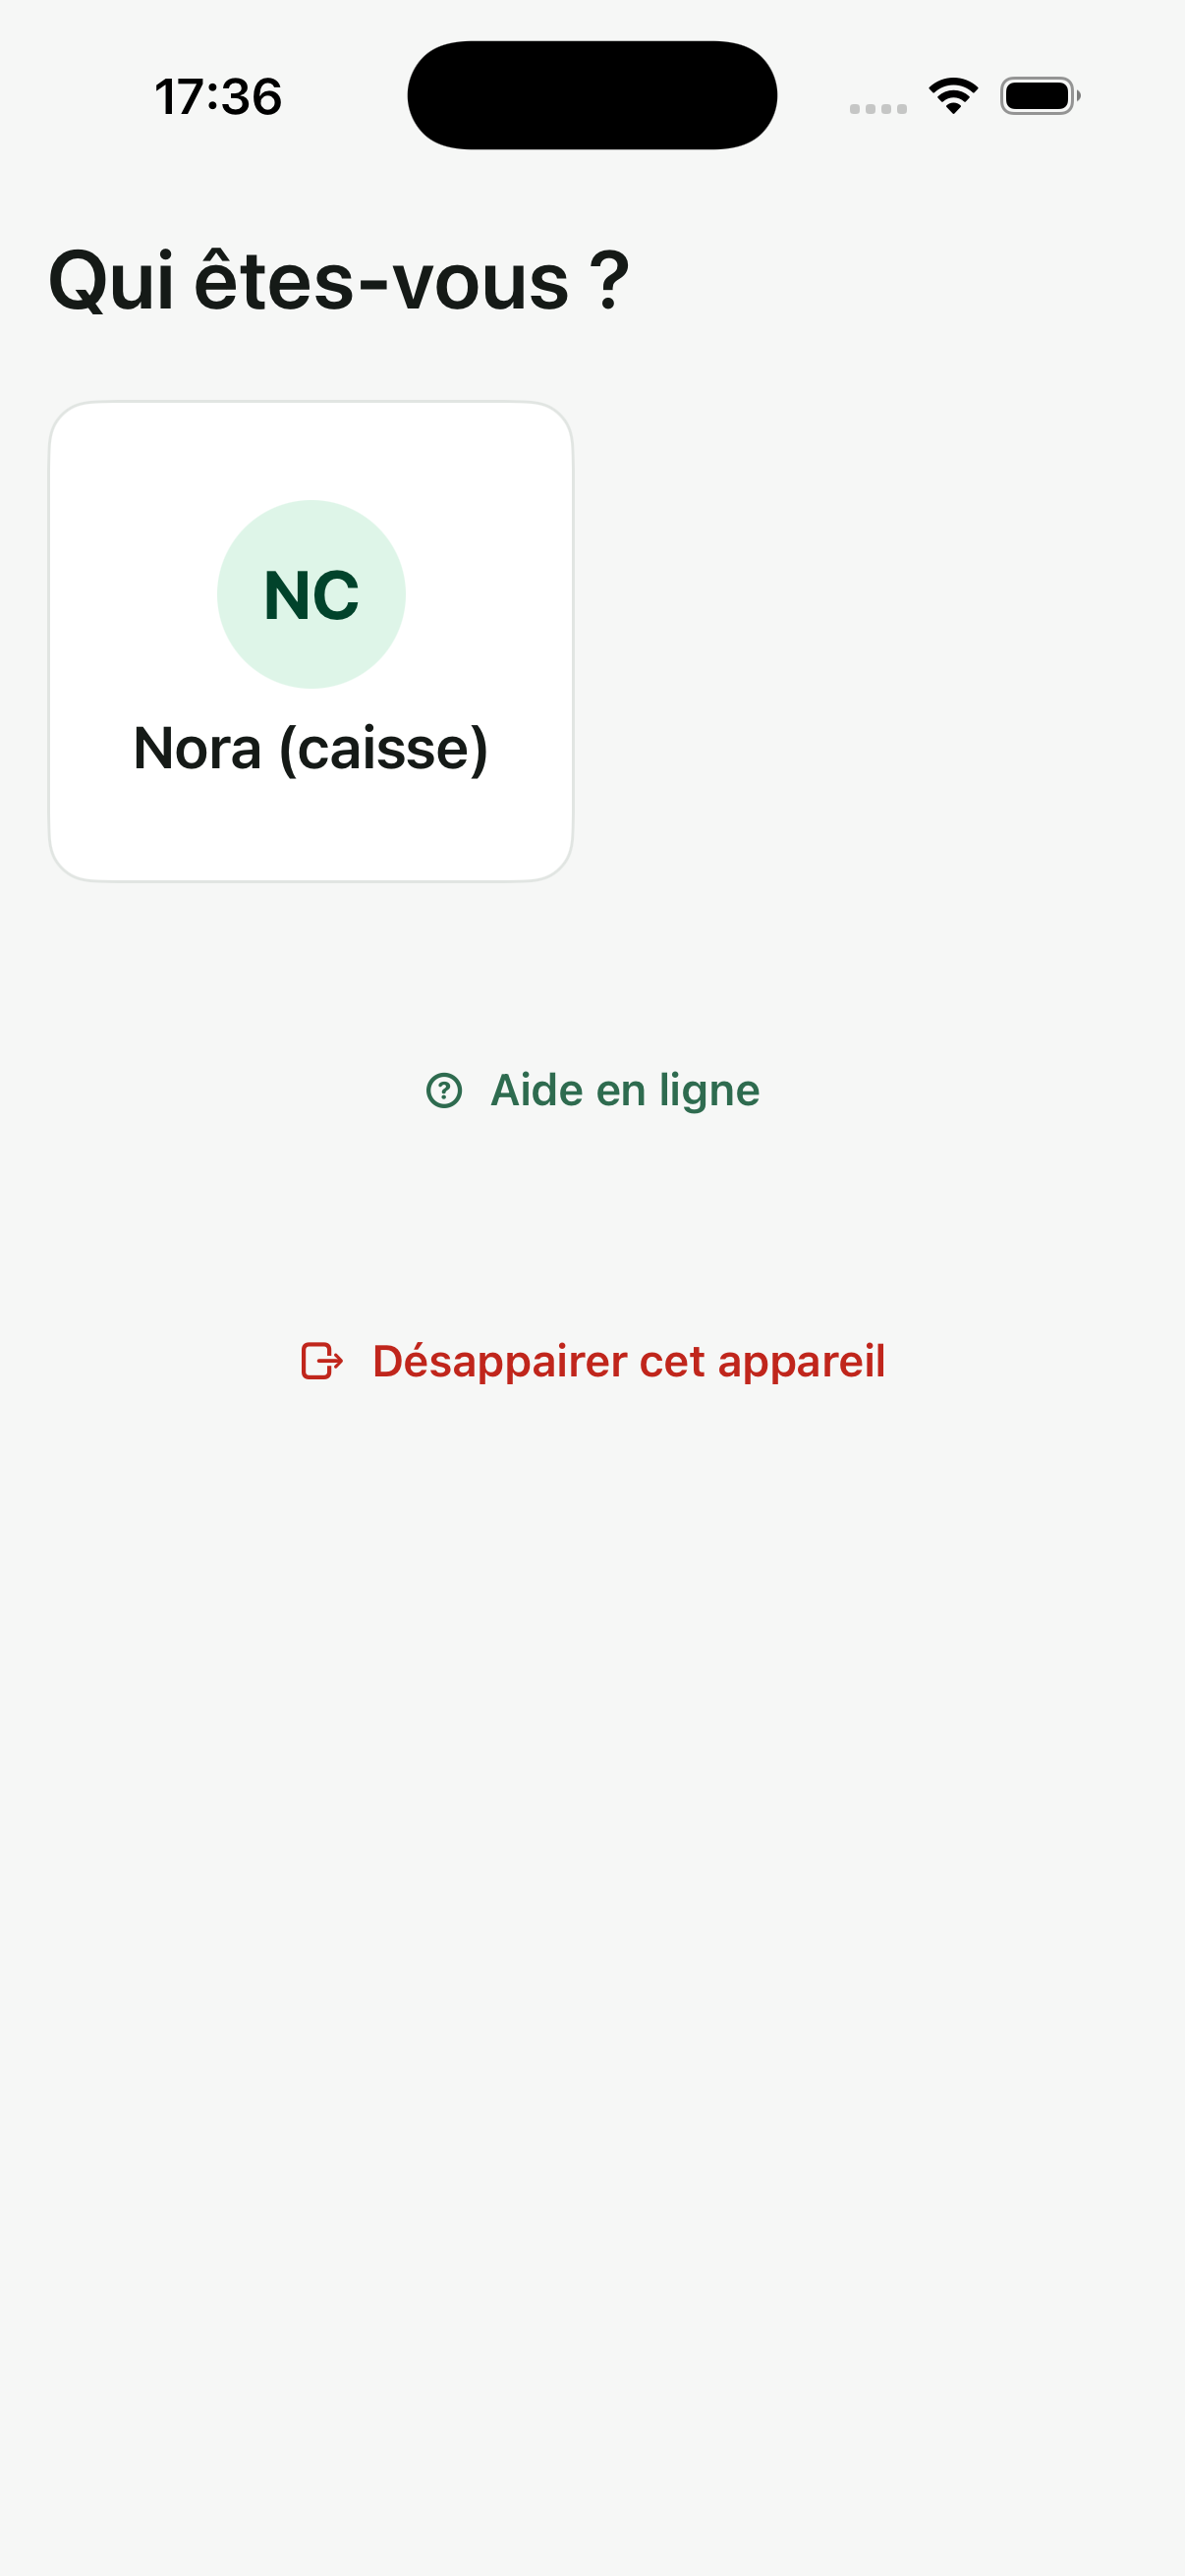 17:36
Qui êtes-vous ?
NC
Nora (caisse)
Aide en ligne
Désappairer cet appareil